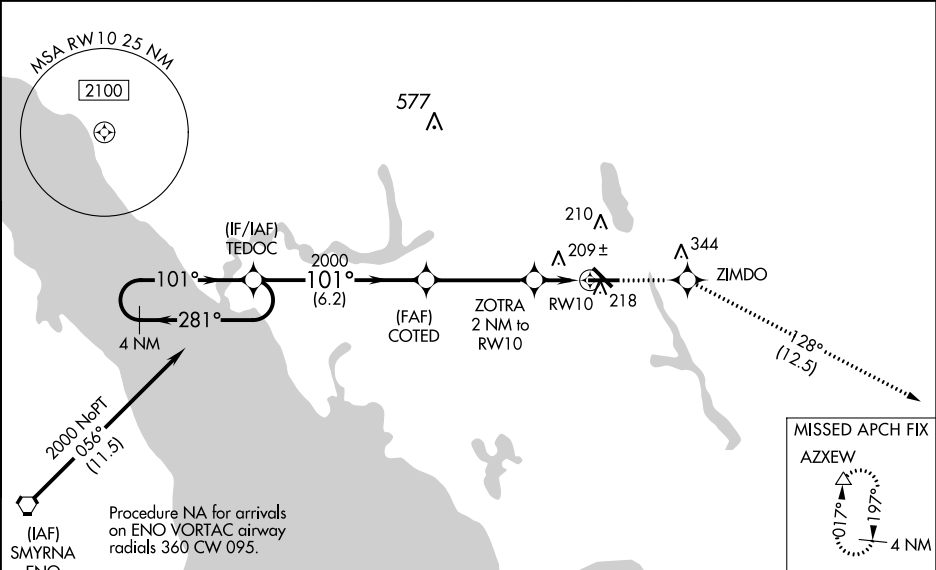 MSA RW10 25 NM
2100
577
(IF/IAF)
TEDOC
210
209 ±
344
101°
2000
101°
(6.2)
ZIMDO
RW10
218
281°
4 NM
(FAF)
COTED
ZOTRA
2 NM to
RW10
128°
(12.5)
2000 NoPT
056°
(11.5)
MISSED APCH FIX
AZXEW
017°
197°
4 NM
(IAF)
SMYRNA
ENO
Procedure NA for arrivals
on ENO VORTAC airway
radials 360 CW 095.